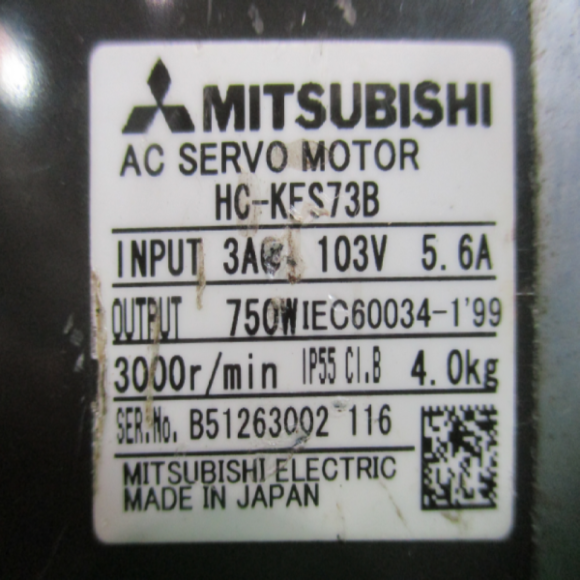 MITSUBISHI
AC SERVO MOTOR
HC-KFS73B
INPUT 3AC 103V 5.6A
OUTPUT 750W IEC60034-1'99
3000r/min IP55 CI.B 4.0kg
SER.No. B51263002 116
MITSUBISHI ELECTRIC
MADE IN JAPAN